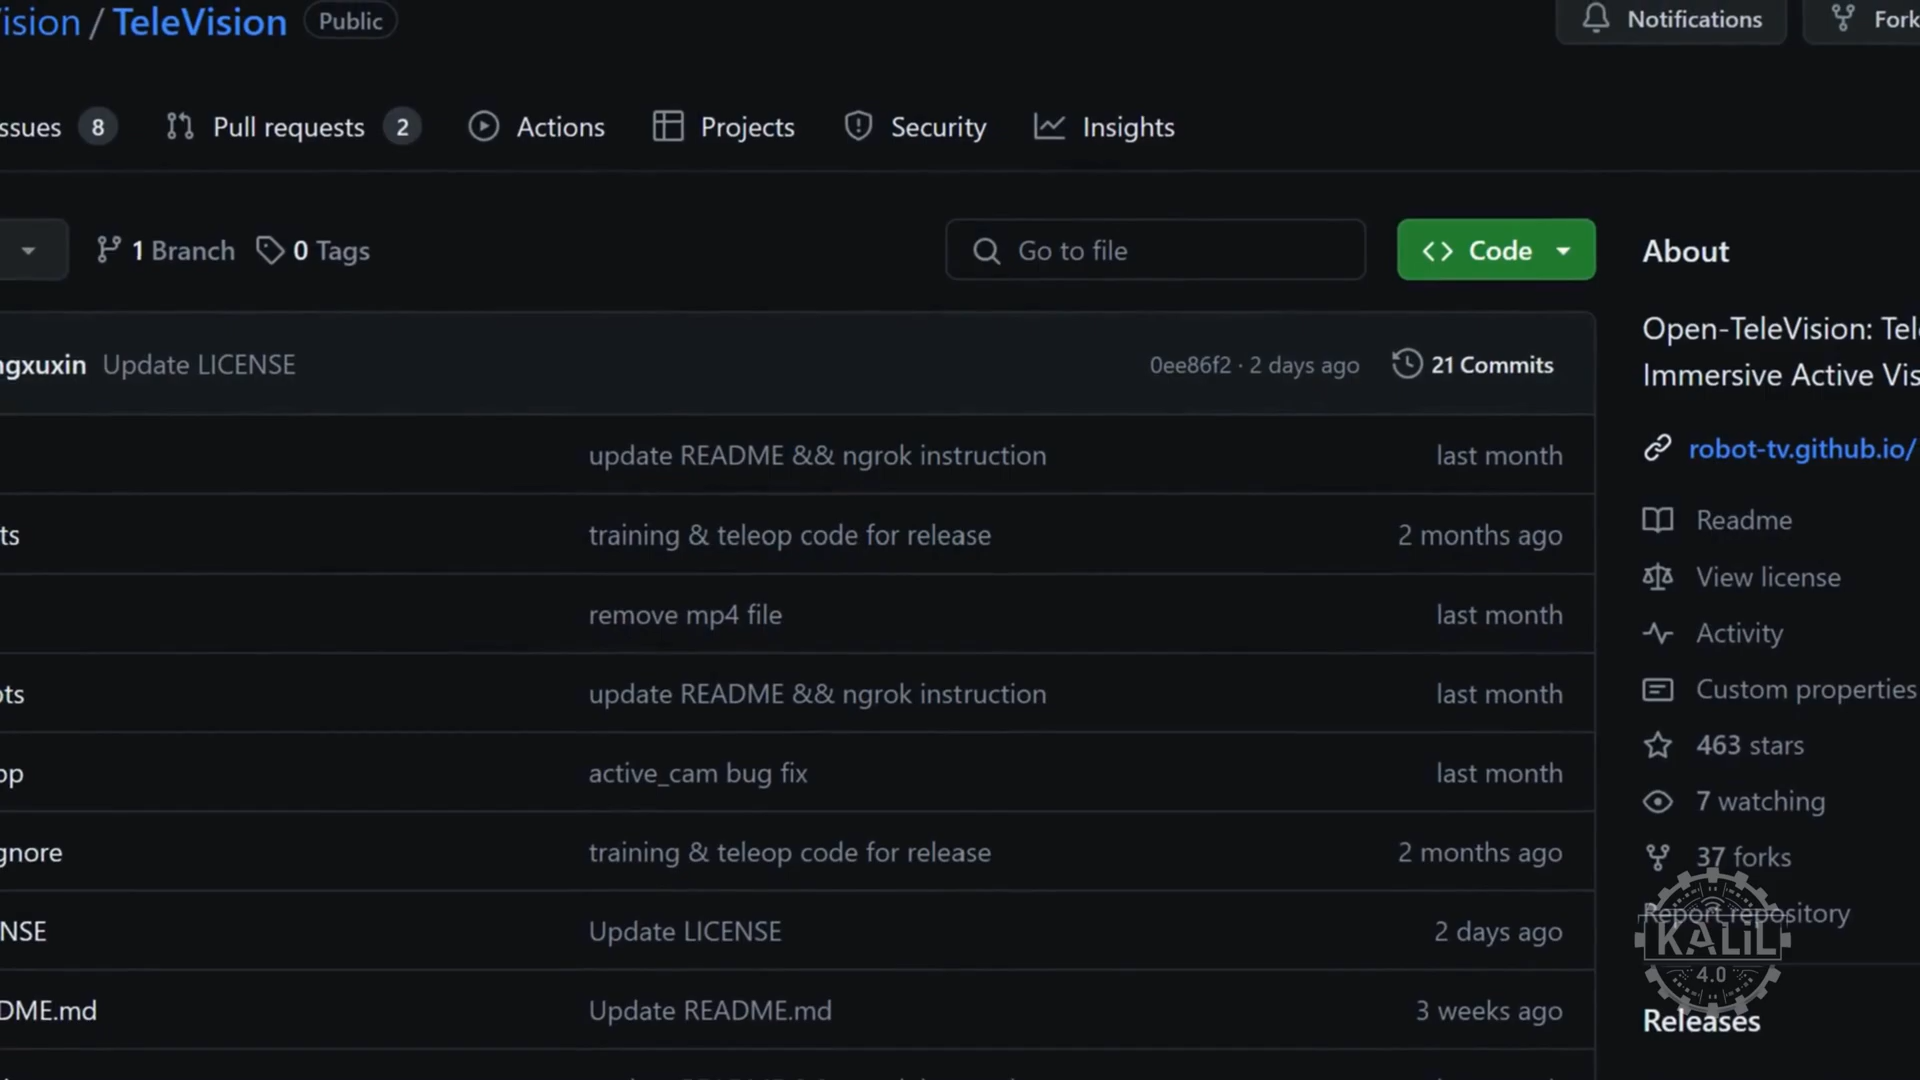 ision / TeleVision Public Notifications Fork
ssues 8 Pull requests 2 Actions Projects Security Insights
1 Branch 0 Tags Go to file Code About
Open-TeleVision: Tel
Immersive Active Vis
gxuxin Update LICENSE 0ee86f2 · 2 days ago 21 Commits
robot-tv.github.io/
update README && ngrok instruction last month
Readme
ts training & teleop code for release 2 months ago
View license
remove mp4 file last month
Activity
Custom properties
ots update README && ngrok instruction last month
463 stars
op active_cam bug fix last month
7 watching
gnore training & teleop code for release 2 months ago
37 forks
Report repository
NSE Update LICENSE 2 days ago
KALiL
4.0
DME.md Update README.md 3 weeks ago
Releases